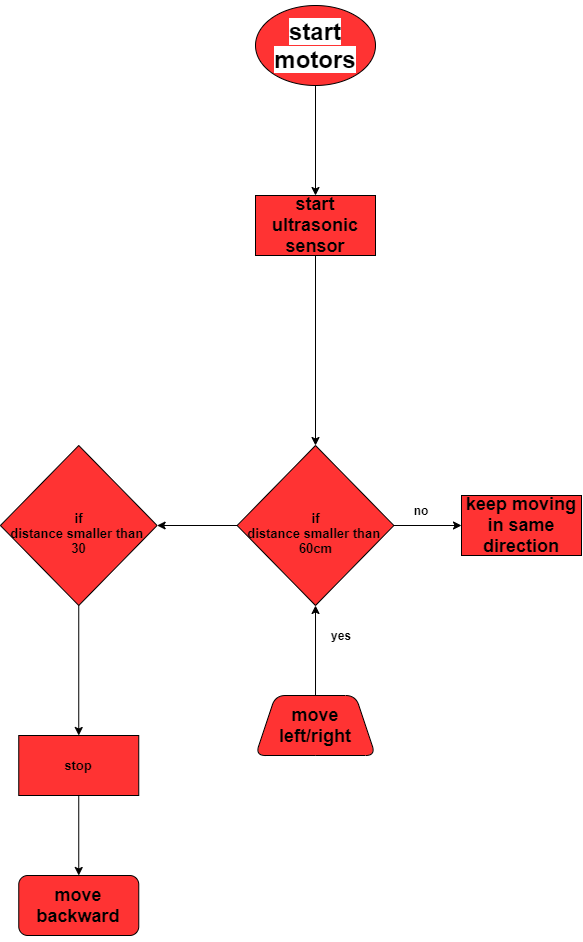 start
motors
start
ultrasonic
sensor
if
distance smaller than
30
if
distance smaller than
60cm
no
keep moving
in same
direction
yes
move
left/right
stop
move
backward